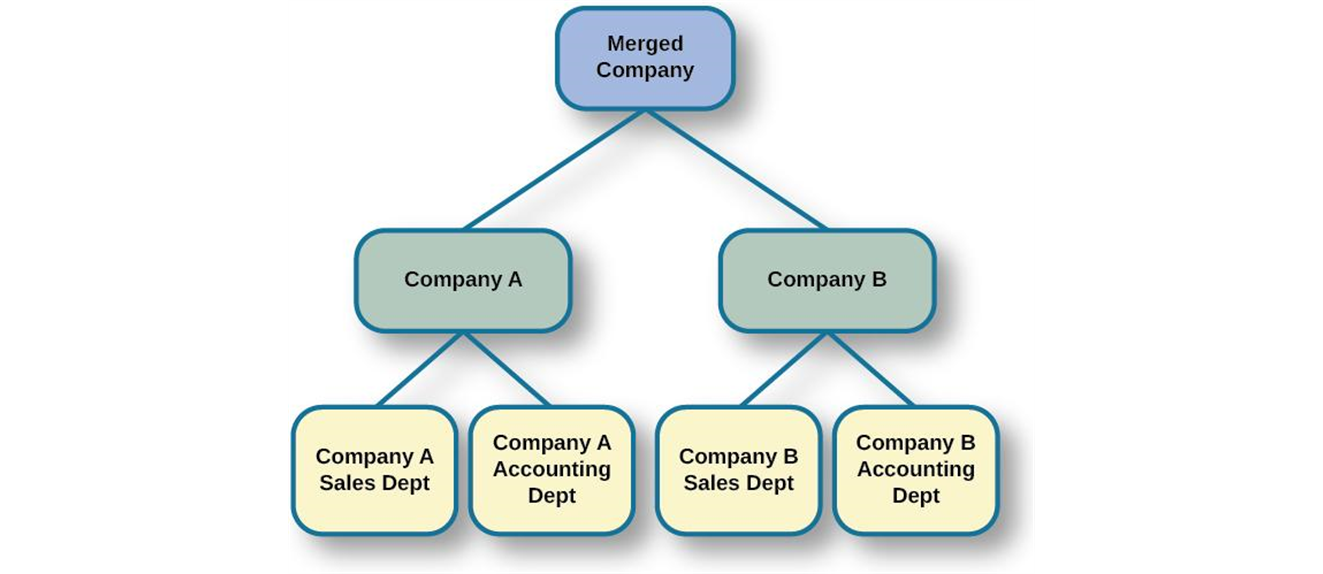 Merged
Company
Company A
Company B
Company A
Sales Dept
Company A
Accounting
Dept
Company B
Sales Dept
Company B
Accounting
Dept